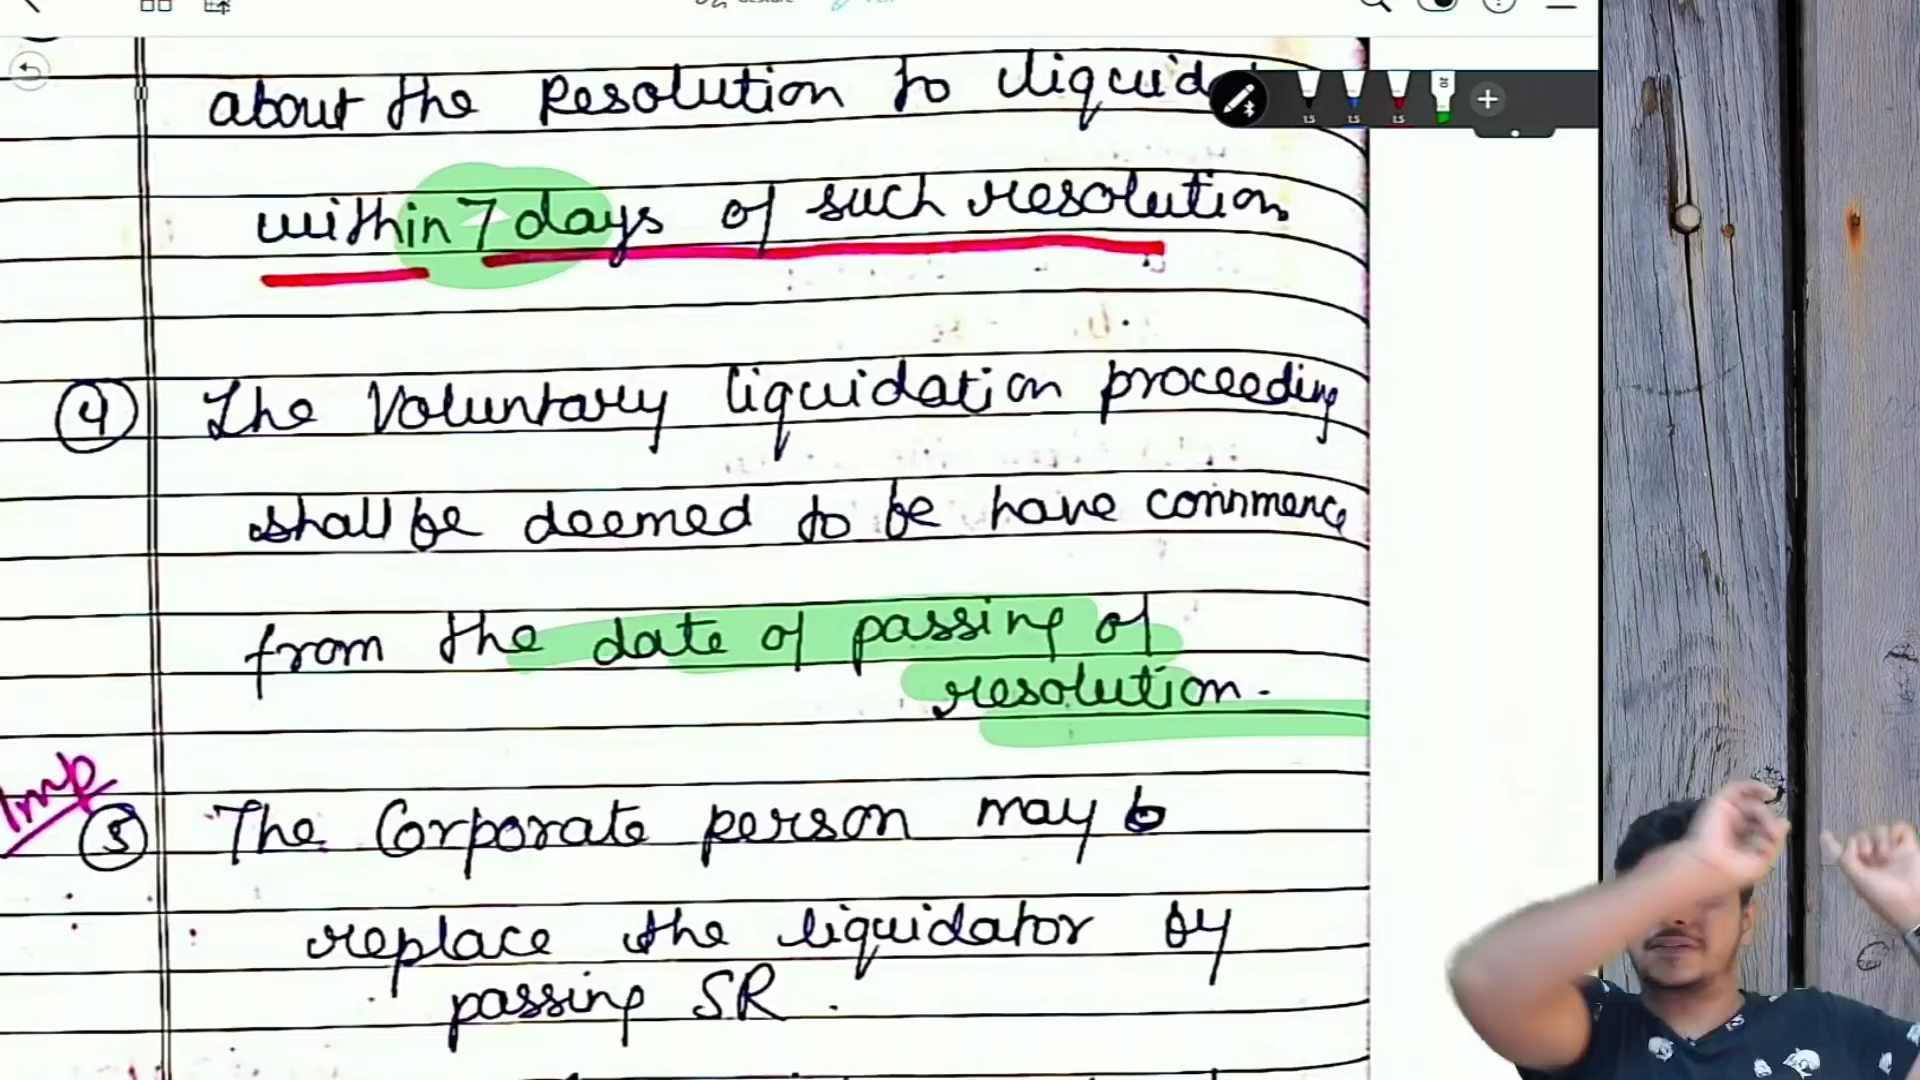 about the Resolution to liquid
within 7 days of such resolution
④ The Voluntary liquidation proceeding
shall be deemed to be have commence
from the date of passing of
resolution.
Imp
⑤ The Corporate person may b
replace the liquidator by
passing SR.